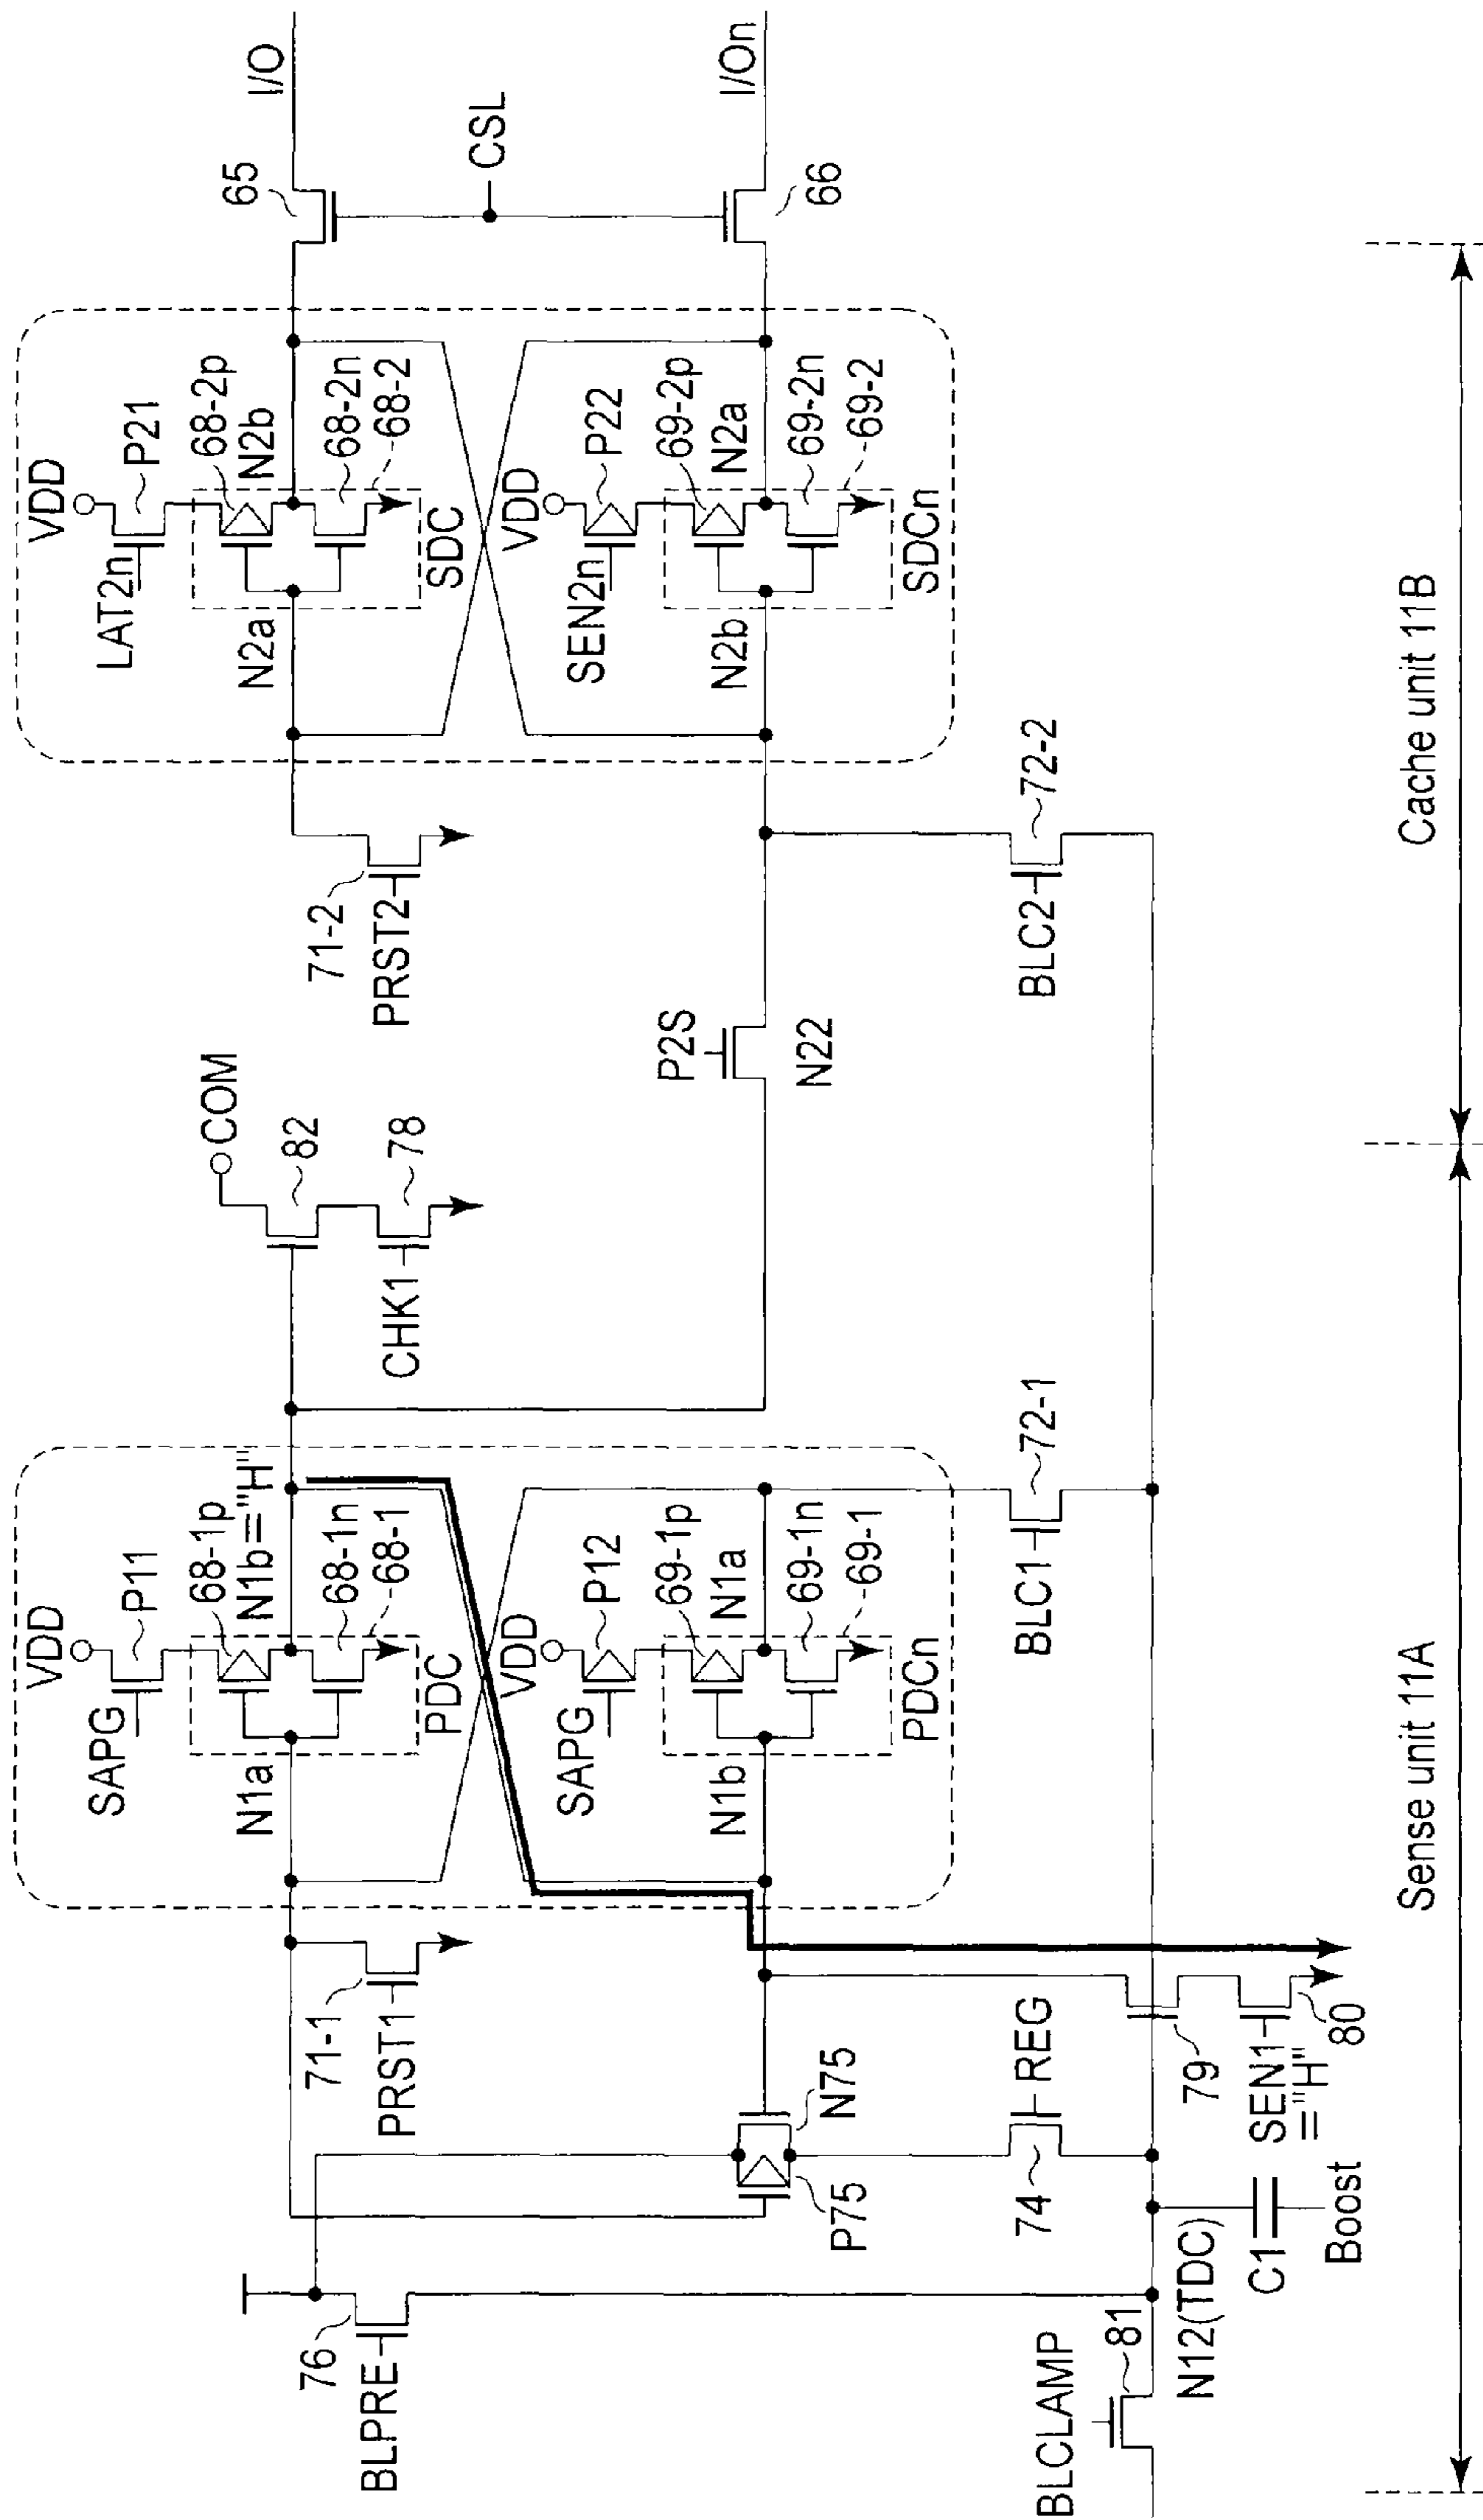 I/O
I/On
65
CSL
66
VDD
P21
LAT2n
68-2p
N2b
N2a
68-2n
68-2
SDC
VDD
P22
SEN2n
69-2p
N2a
N2b
69-2n
69-2
SDCn
71-2
PRST2
P2S
N22
BLC2
72-2
Cache unit 11B
COM
82
78
CHK1
VDD
P11
SAPG
68-1p
N1b="H"
N1a
68-1n
68-1
PDC
VDD
P12
SAPG
69-1p
N1a
N1b
69-1n
69-1
PDCn
BLC1
72-1
71-1
PRST1
N75
P75
REG
74
79
SEN1
="H"
80
76
BLPRE
BLCLAMP
81
N12(TDC)
C1
Boost
Sense unit 11A